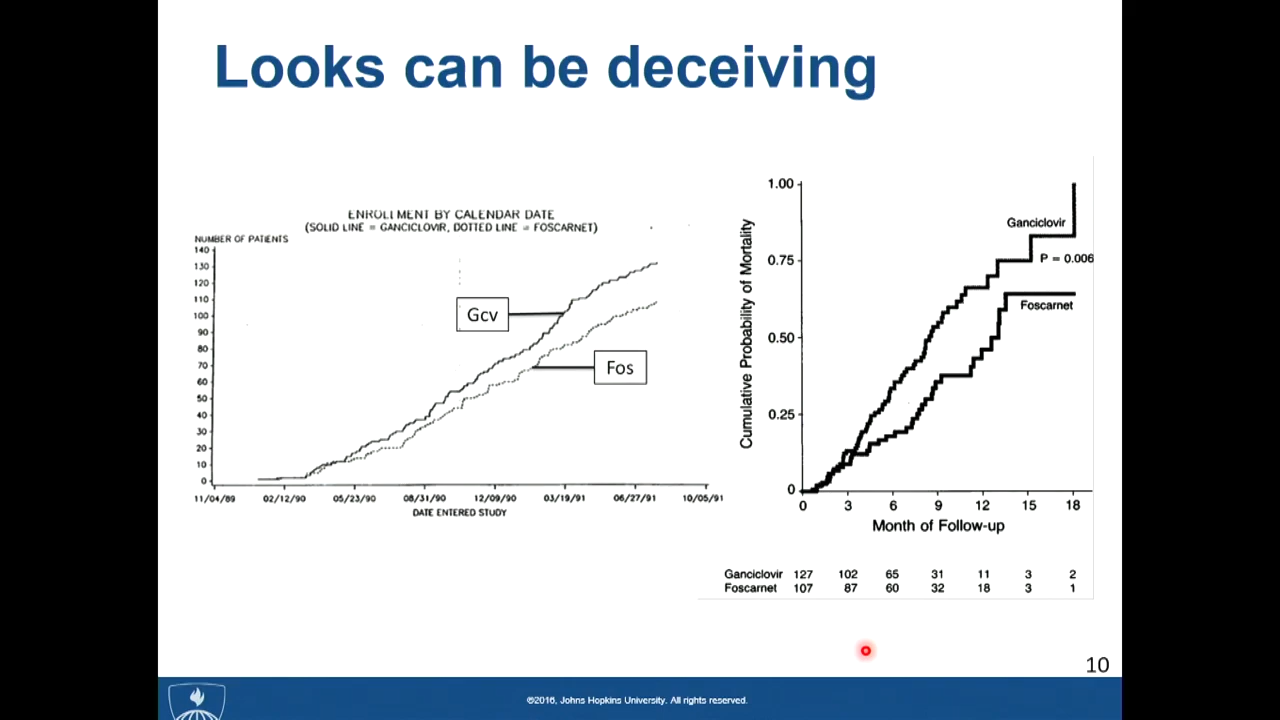 Looks can be deceiving
ENROLLMENT BY CALENDAR DATE
(SOLID LINE = GANCICLOVIR, DOTTED LINE = FOSCARNET)
NUMBER OF PATIENTS
140
130
120
110
100
90
80
70
60
50
40
30
20
10
0
Gcv
Fos
11/04/89 02/12/90 05/23/90 08/31/90 12/09/90 03/19/91 06/27/91 10/05/91
DATE ENTERED STUDY
Cumulative Probability of Mortality
1.00
0.75
0.50
0.25
0
Ganciclovir
P = 0.006
Foscarnet
0 3 6 9 12 15 18
Month of Follow-up
Ganciclovir 127 102 65 31 11 3 2
Foscarnet 107 87 60 32 18 3 1
10
©2016, Johns Hopkins University. All rights reserved.